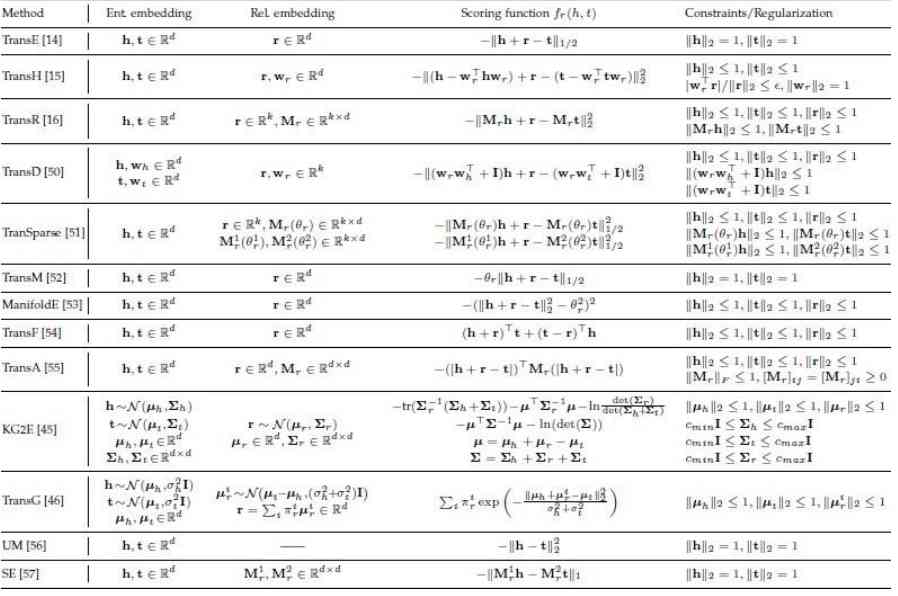 Method Ent. embedding Rel. embedding Scoring function f_r(h, t) Constraints/Regularization
TransE [14] h, t ∈ ℝ^d r ∈ ℝ^d −‖h + r − t‖_{1/2} ‖h‖_2 = 1, ‖t‖_2 = 1
TransH [15] h, t ∈ ℝ^d r, w_r ∈ ℝ^d −‖(h − w_r^⊤hw_r) + r − (t − w_r^⊤tw_r)‖_2^2 ‖h‖_2 ≤ 1, ‖t‖_2 ≤ 1
|w_r^⊤r|/‖r‖_2 ≤ ϵ, ‖w_r‖_2 = 1
TransR [16] h, t ∈ ℝ^d r ∈ ℝ^k, M_r ∈ ℝ^{k×d} −‖M_rh + r − M_rt‖_2^2 ‖h‖_2 ≤ 1, ‖t‖_2 ≤ 1, ‖r‖_2 ≤ 1
‖M_rh‖_2 ≤ 1, ‖M_rt‖_2 ≤ 1
TransD [50] h, w_h ∈ ℝ^d r, w_r ∈ ℝ^k −‖(w_rw_h^⊤ + I)h + r − (w_rw_t^⊤ + I)t‖_2^2 ‖h‖_2 ≤ 1, ‖t‖_2 ≤ 1, ‖r‖_2 ≤ 1
t, w_t ∈ ℝ^d ‖(w_rw_h^⊤ + I)h‖_2 ≤ 1
‖(w_rw_t^⊤ + I)t‖_2 ≤ 1
TranSparse [51] h, t ∈ ℝ^d r ∈ ℝ^k, M_r(θ_r) ∈ ℝ^{k×d} −‖M_r(θ_r)h + r − M_r(θ_r)t‖_{1/2}^2 ‖h‖_2 ≤ 1, ‖t‖_2 ≤ 1, ‖r‖_2 ≤ 1
M_r^1(θ_r^1), M_r^2(θ_r^2) ∈ ℝ^{k×d} −‖M_r^1(θ_r^1)h + r − M_r^2(θ_r^2)t‖_{1/2}^2 ‖M_r(θ_r)h‖_2 ≤ 1, ‖M_r(θ_r)t‖_2 ≤ 1
‖M_r^1(θ_r^1)h‖_2 ≤ 1, ‖M_r^2(θ_r^2)t‖_2 ≤ 1
TransM [52] h, t ∈ ℝ^d r ∈ ℝ^d −θ_r‖h + r − t‖_{1/2} ‖h‖_2 = 1, ‖t‖_2 = 1
ManifoldE [53] h, t ∈ ℝ^d r ∈ ℝ^d −(‖h + r − t‖_2^2 − θ_r^2)^2 ‖h‖_2 ≤ 1, ‖t‖_2 ≤ 1, ‖r‖_2 ≤ 1
TransF [54] h, t ∈ ℝ^d r ∈ ℝ^d (h + r)^⊤t + (t − r)^⊤h ‖h‖_2 ≤ 1, ‖t‖_2 ≤ 1, ‖r‖_2 ≤ 1
TransA [55] h, t ∈ ℝ^d r ∈ ℝ^d, M_r ∈ ℝ^{d×d} −(|h + r − t|)^⊤M_r(|h + r − t|) ‖h‖_2 ≤ 1, ‖t‖_2 ≤ 1, ‖r‖_2 ≤ 1
‖M_r‖_F ≤ 1, [M_r]_{ij} = [M_r]_{ji} ≥ 0
KG2E [45] h∼N(μ_h,Σ_h) r ∼ N(μ_r, Σ_r) −tr(Σ_r^{−1}(Σ_h+Σ_t))−μ^⊤Σ_r^{−1}μ−ln det(Σ_r)/det(Σ_h+Σ_t) ‖μ_h‖_2 ≤ 1, ‖μ_t‖_2 ≤ 1, ‖μ_r‖_2 ≤ 1
t∼N(μ_t,Σ_t) μ_r ∈ ℝ^d, Σ_r ∈ ℝ^{d×d} −μ^⊤Σ^{−1}μ − ln(det(Σ)) c_{min}I ≤ Σ_h ≤ c_{max}I
μ_h, μ_t∈ℝ^d μ = μ_h + μ_r − μ_t c_{min}I ≤ Σ_t ≤ c_{max}I
Σ_h, Σ_t∈ℝ^{d×d} Σ = Σ_h + Σ_r + Σ_t c_{min}I ≤ Σ_r ≤ c_{max}I
TransG [46] h∼N(μ_h,σ_h^2I) μ_r^i∼N(μ_t−μ_h,(σ_h^2+σ_t^2)I) ∑_i π_r^i exp(−‖μ_h+μ_r^i−μ_t‖_2^2/σ_h^2+σ_t^2) ‖μ_h‖_2 ≤ 1, ‖μ_t‖_2 ≤ 1, ‖μ_r^i‖_2 ≤ 1
t∼N(μ_t,σ_t^2I) r = ∑_i π_r^iμ_r^i ∈ ℝ^d
μ_h, μ_t∈ℝ^d
UM [56] h, t ∈ ℝ^d —— −‖h − t‖_2^2 ‖h‖_2 = 1, ‖t‖_2 = 1
SE [57] h, t ∈ ℝ^d M_r^1, M_r^2 ∈ ℝ^{d×d} −‖M_r^1h − M_r^2t‖_1 ‖h‖_2 = 1, ‖t‖_2 = 1